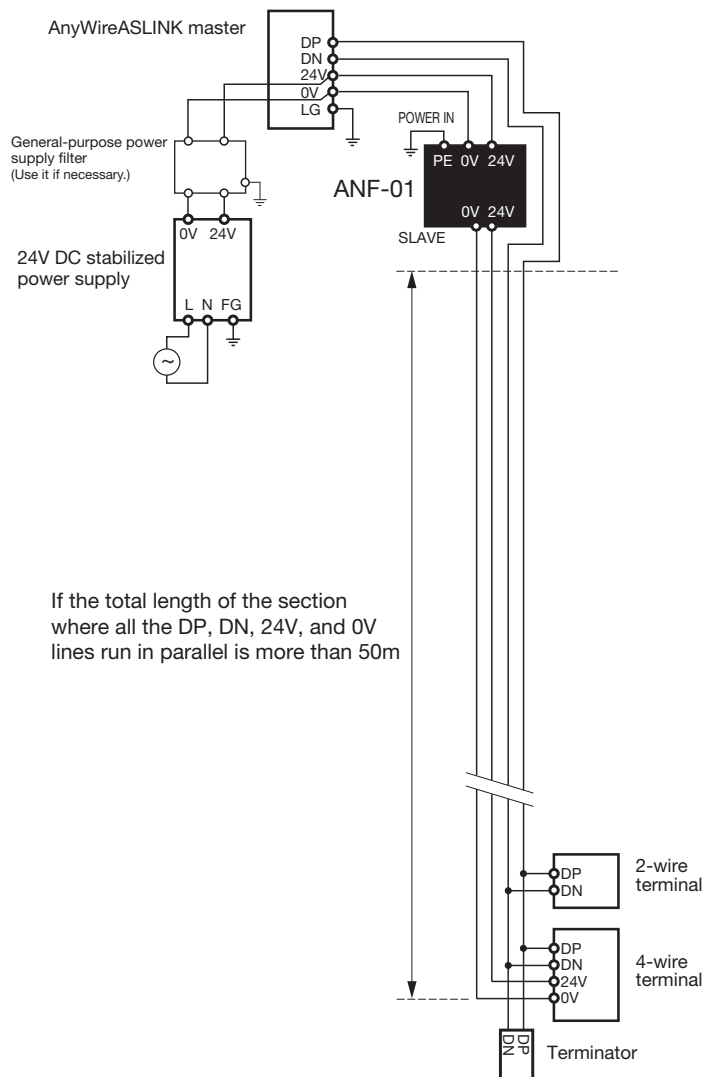 AnyWireASLINK master
DP
DN
24V
0V
LG
General-purpose power
supply filter
(Use it if necessary.)
POWER IN
PE 0V 24V
ANF-01
0V 24V
SLAVE
0V 24V
24V DC stabilized
power supply
L N FG
~
If the total length of the section
where all the DP, DN, 24V, and 0V
lines run in parallel is more than 50m
DP
DN
2-wire
terminal
DP
DN
24V
0V
4-wire
terminal
DN
DP
Terminator